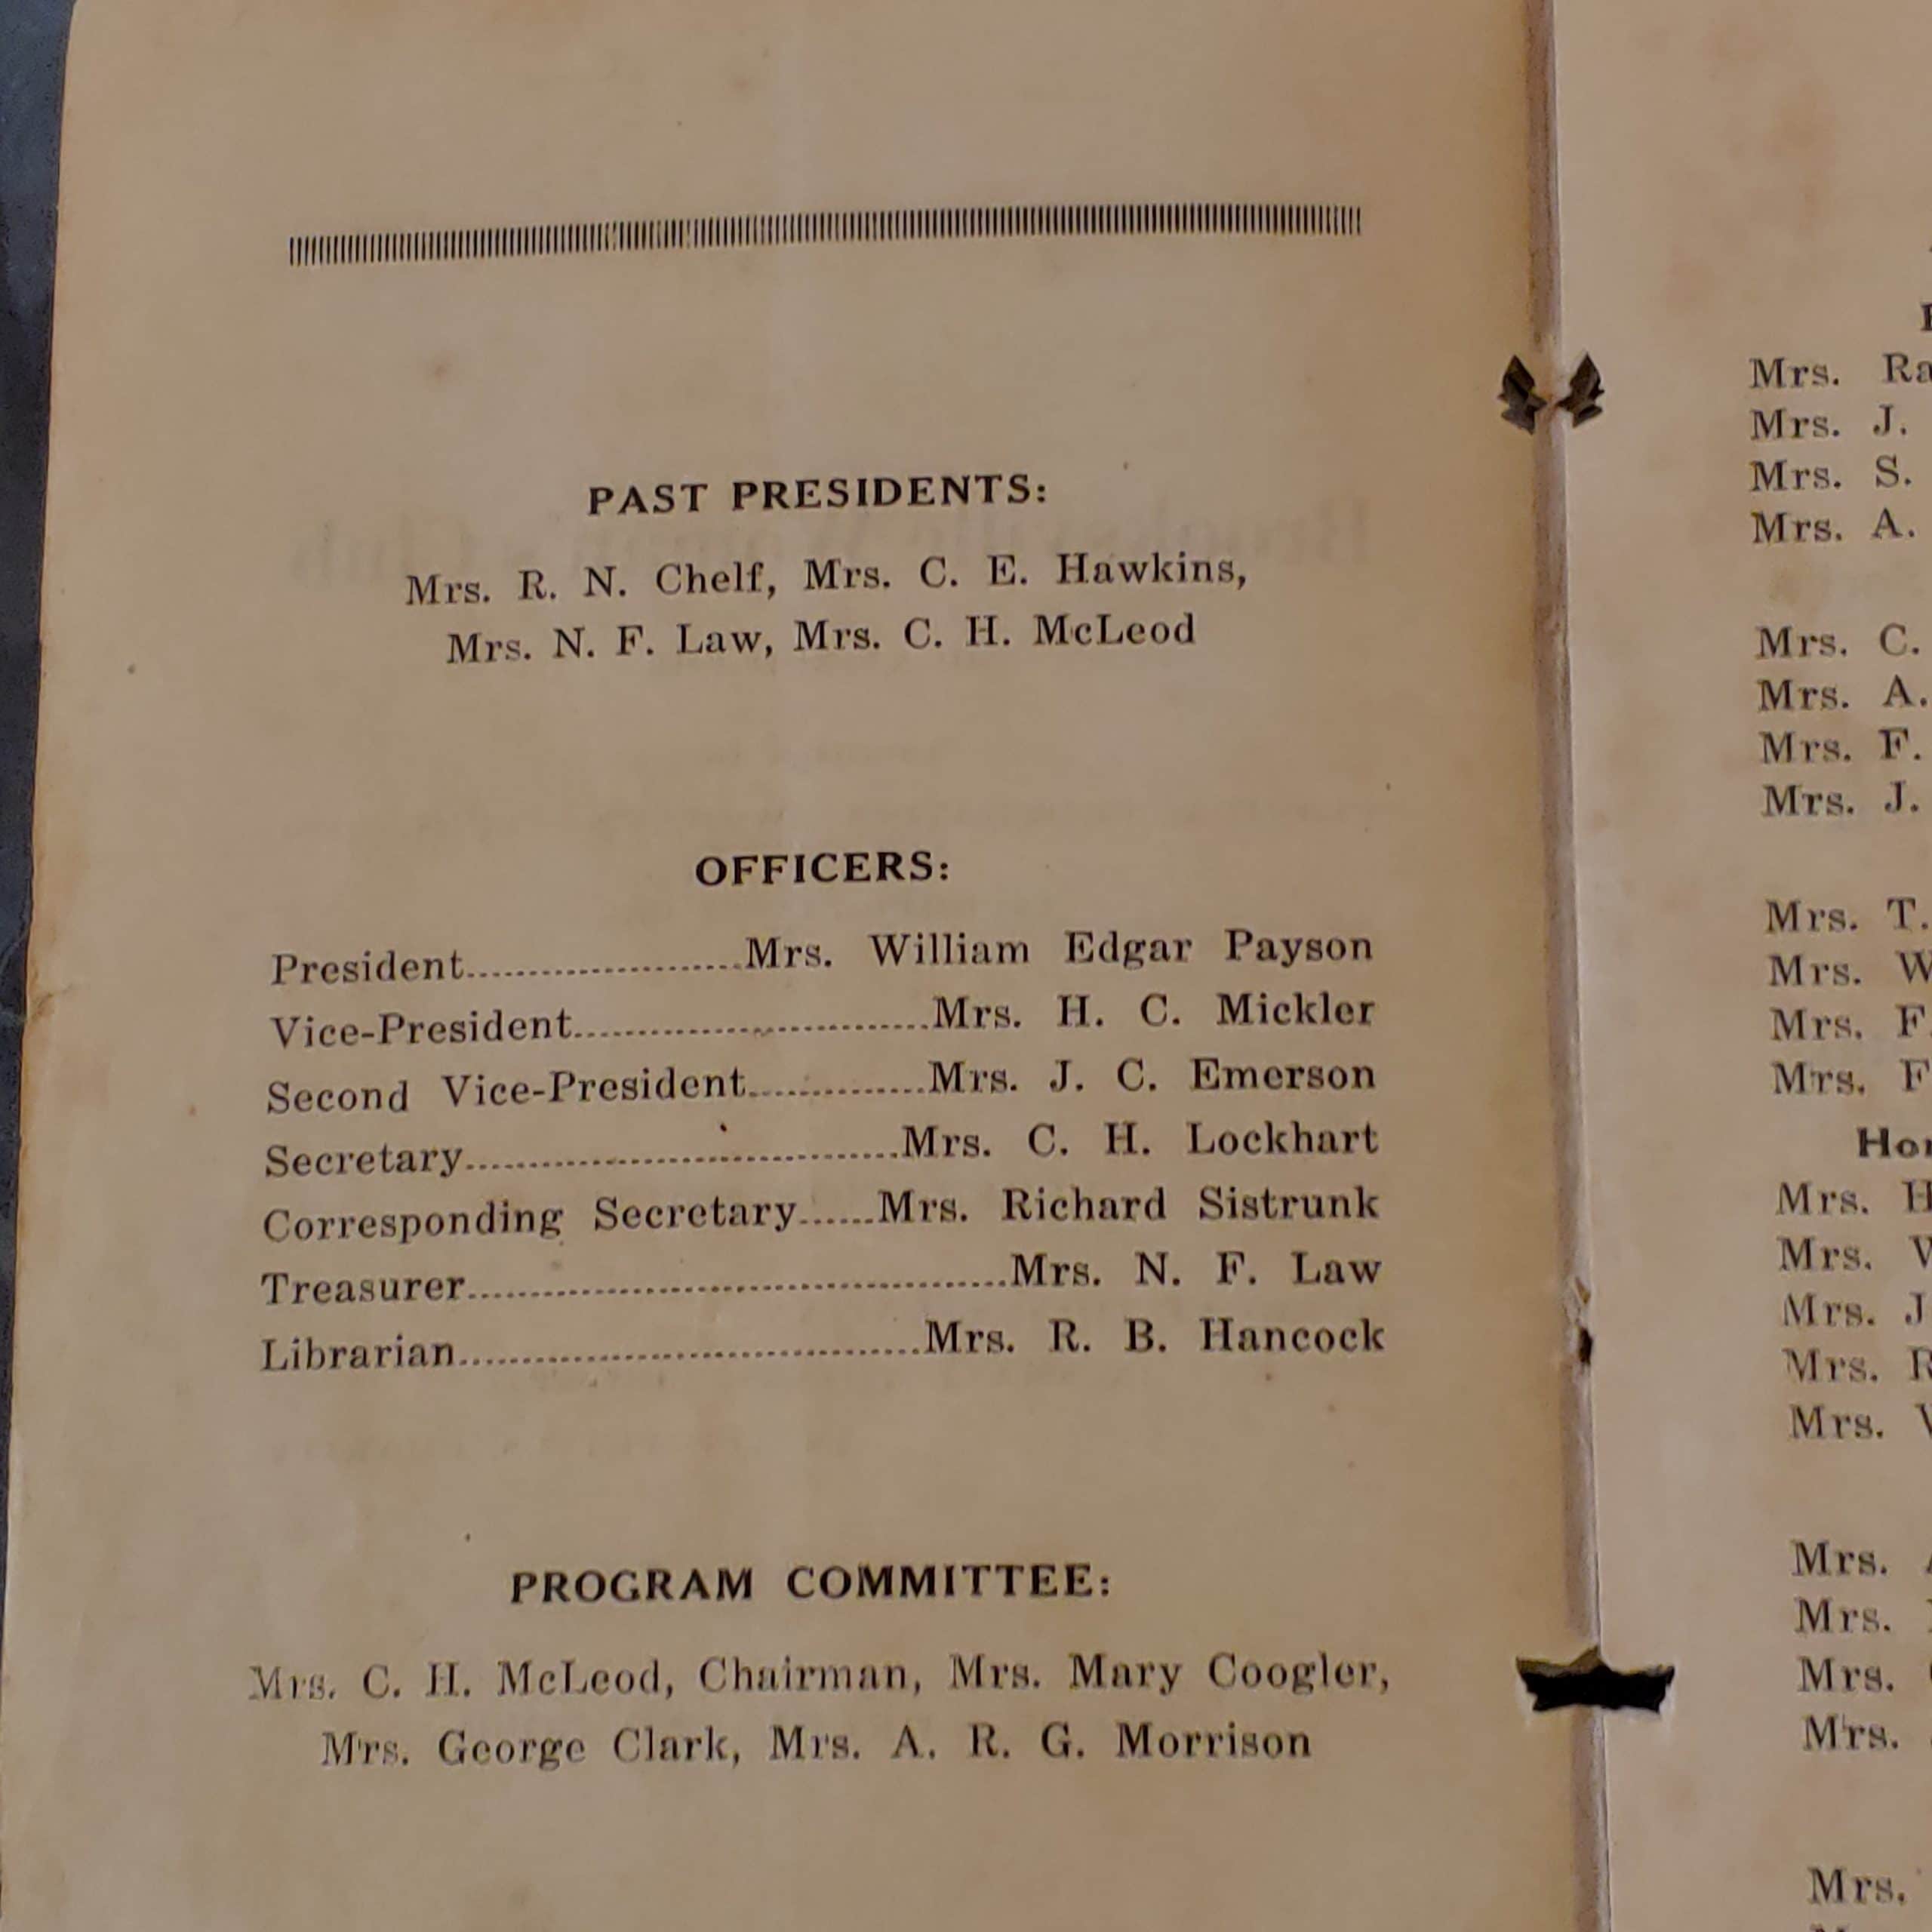 PAST PRESIDENTS:
Mrs. R. N. Chelf, Mrs. C. E. Hawkins,
Mrs. N. F. Law, Mrs. C. H. McLeod
OFFICERS:
President......................Mrs. William Edgar Payson
Vice-President............................Mrs. H. C. Mickler
Second Vice-President..............Mrs. J. C. Emerson
Secretary..................................Mrs. C. H. Lockhart
Corresponding Secretary......Mrs. Richard Sistrunk
Treasurer..........................................Mrs. N. F. Law
Librarian....................................Mrs. R. B. Hancock
PROGRAM COMMITTEE:
Mrs. C. H. McLeod, Chairman, Mrs. Mary Coogler,
Mrs. George Clark, Mrs. A. R. G. Morrison
Mrs. Ra
Mrs. J.
Mrs. S.
Mrs. A.
Mrs. C.
Mrs. A.
Mrs. F.
Mrs. J.
Mrs. T.
Mrs. W
Mrs. F.
Mrs. F
Hon
Mrs. H
Mrs.
Mrs. J
Mrs. R
Mrs.
Mrs.
Mrs.
Mrs.
Mrs.
Mrs.